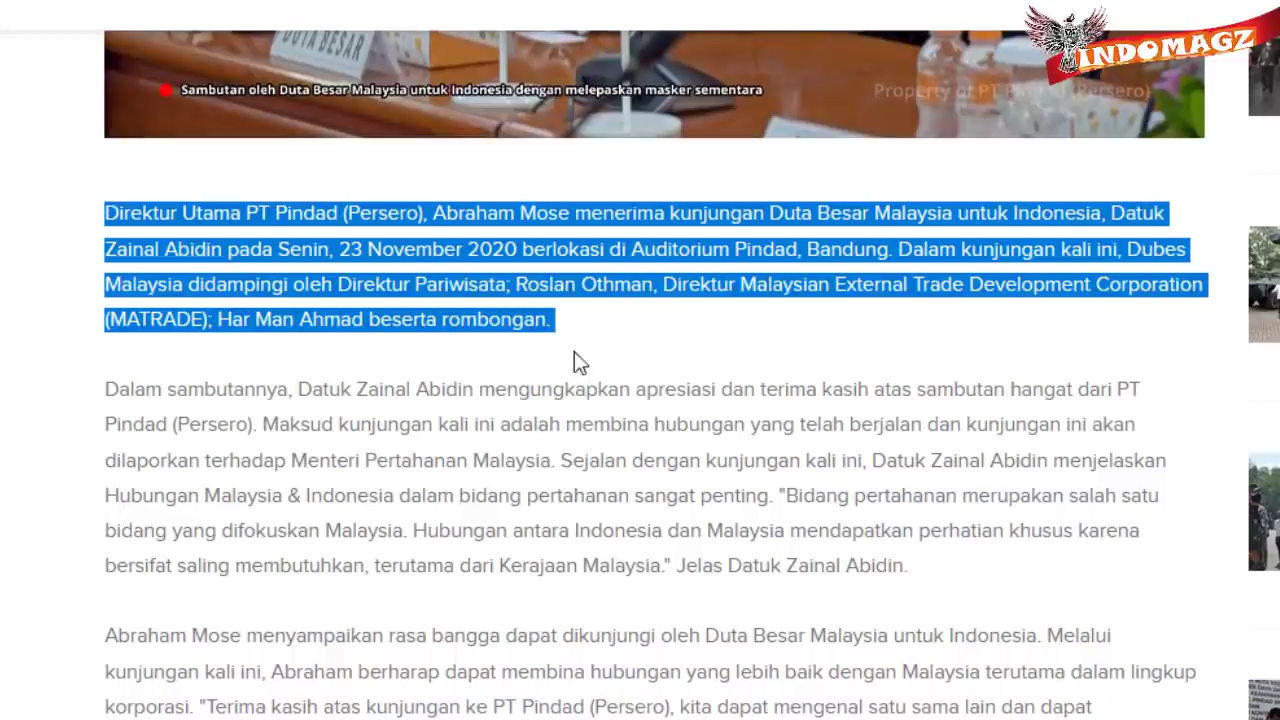 INDOMAGZ
DUTA BESAR
Sambutan oleh Duta Besar Malaysia untuk Indonesia dengan melepaskan masker sementara
Property of PT Pindad (Persero)
Direktur Utama PT Pindad (Persero), Abraham Mose menerima kunjungan Duta Besar Malaysia untuk Indonesia, Datuk
Zainal Abidin pada Senin, 23 November 2020 berlokasi di Auditorium Pindad, Bandung. Dalam kunjungan kali ini, Dubes
Malaysia didampingi oleh Direktur Pariwisata; Roslan Othman, Direktur Malaysian External Trade Development Corporation
(MATRADE); Har Man Ahmad beserta rombongan.
Dalam sambutannya, Datuk Zainal Abidin mengungkapkan apresiasi dan terima kasih atas sambutan hangat dari PT
Pindad (Persero). Maksud kunjungan kali ini adalah membina hubungan yang telah berjalan dan kunjungan ini akan
dilaporkan terhadap Menteri Pertahanan Malaysia. Sejalan dengan kunjungan kali ini, Datuk Zainal Abidin menjelaskan
Hubungan Malaysia & Indonesia dalam bidang pertahanan sangat penting. "Bidang pertahanan merupakan salah satu
bidang yang difokuskan Malaysia. Hubungan antara Indonesia dan Malaysia mendapatkan perhatian khusus karena
bersifat saling membutuhkan, terutama dari Kerajaan Malaysia." Jelas Datuk Zainal Abidin.
Abraham Mose menyampaikan rasa bangga dapat dikunjungi oleh Duta Besar Malaysia untuk Indonesia. Melalui
kunjungan kali ini, Abraham berharap dapat membina hubungan yang lebih baik dengan Malaysia terutama dalam lingkup
korporasi. "Terima kasih atas kunjungan ke PT Pindad (Persero), kita dapat mengenal satu sama lain dan dapat